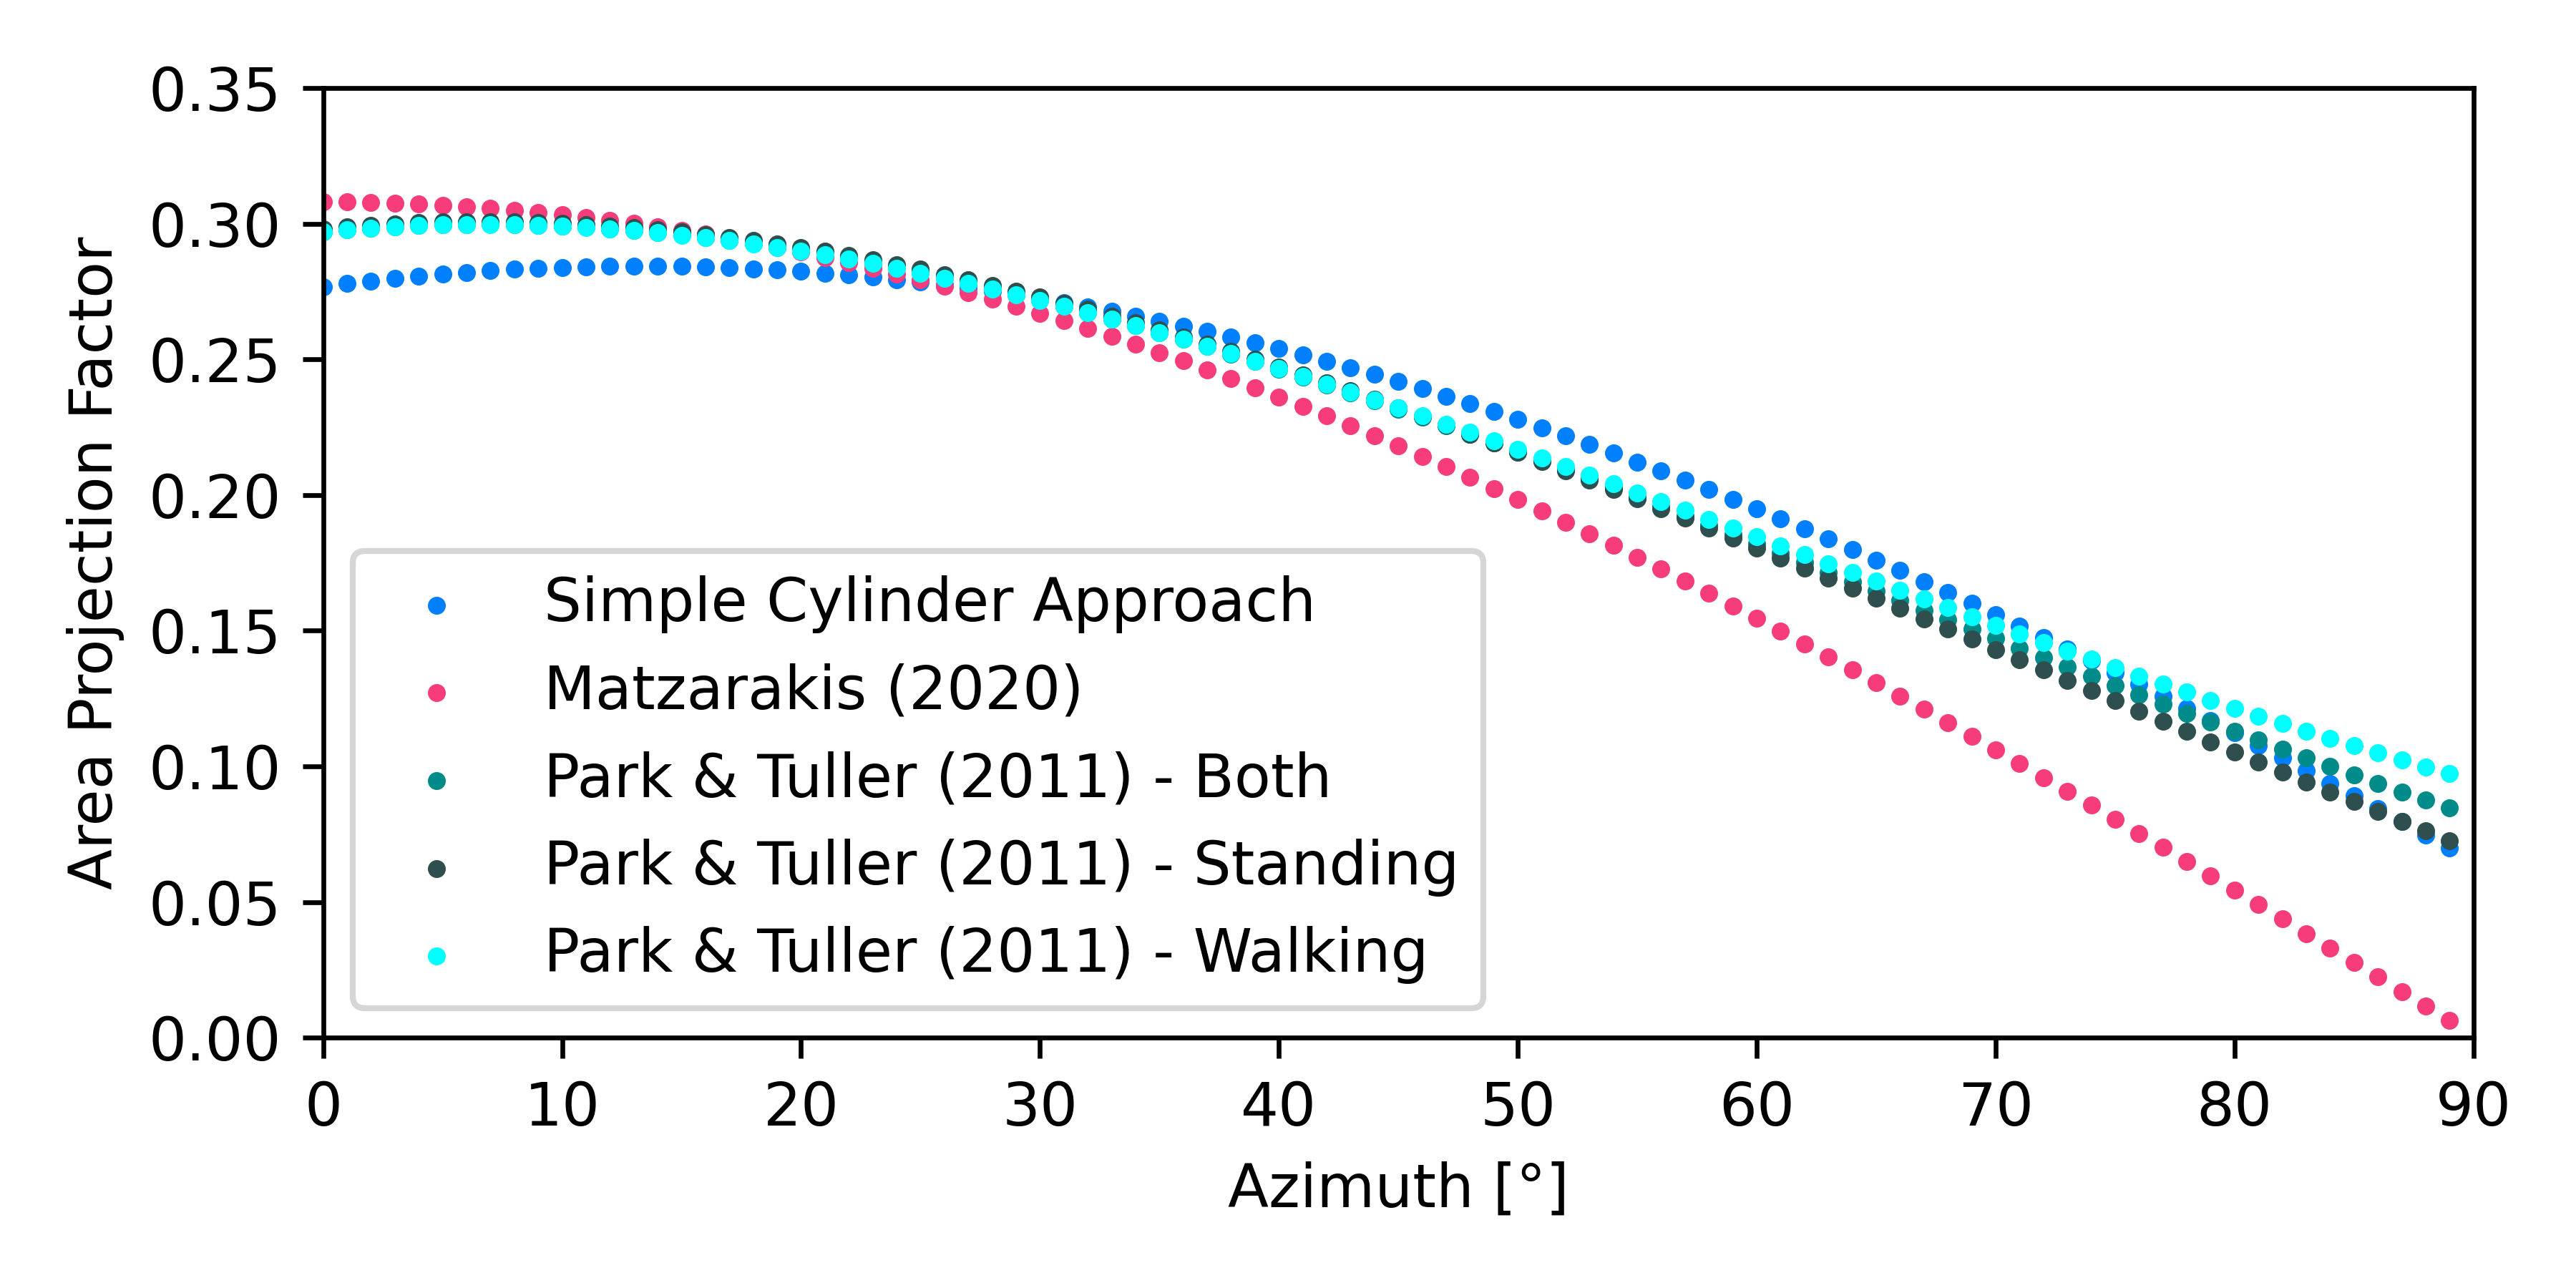 0.35
0.30
0.25
0.20
0.15
0.10
0.05
0.00
Area Projection Factor
Simple Cylinder Approach
Matzarakis (2020)
Park & Tuller (2011) - Both
Park & Tuller (2011) - Standing
Park & Tuller (2011) - Walking
0 10 20 30 40 50 60 70 80 90
Azimuth [°]